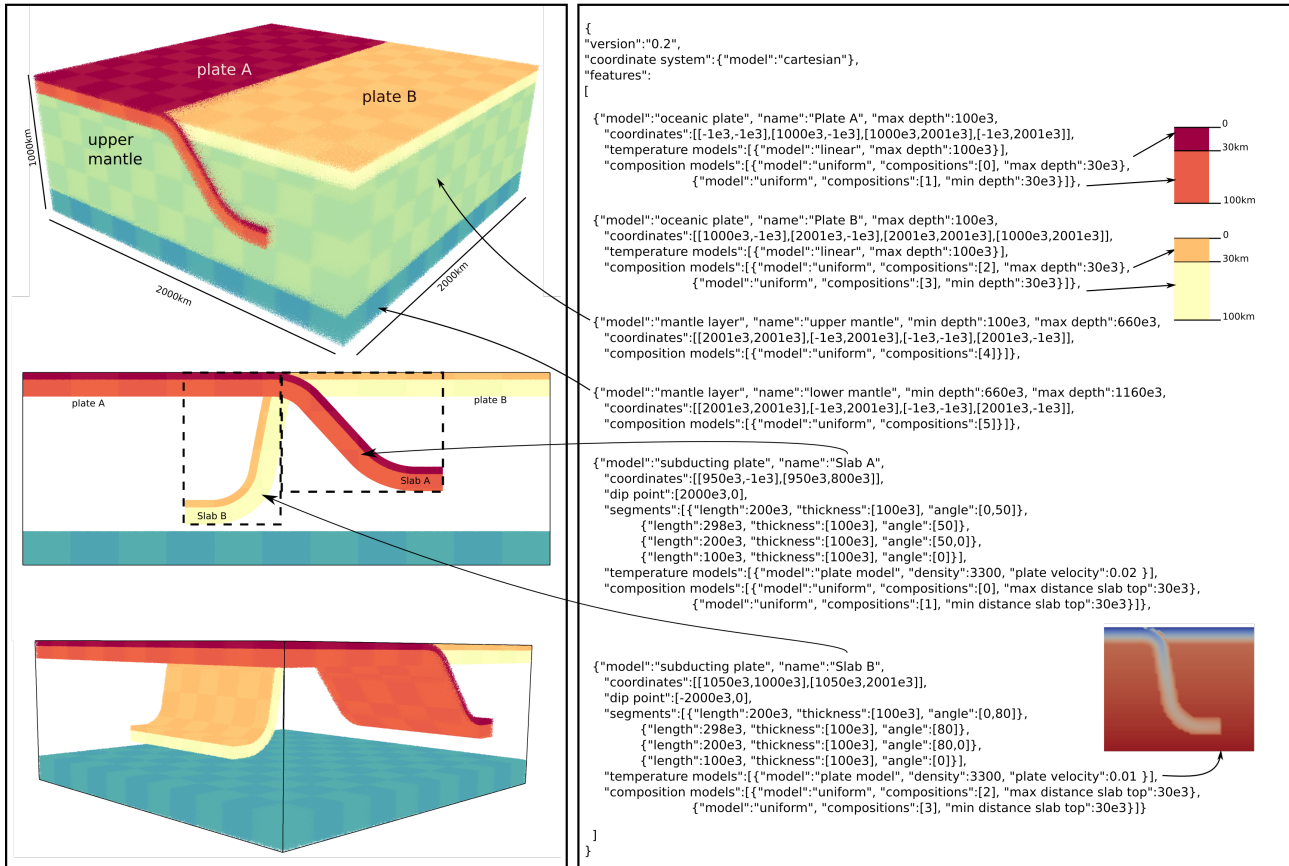 plate A
plate B
upper
mantle
1000km
2000km
2000km
plate A
plate B
Slab A
Slab B
{
"version":"0.2",
"coordinate system":{"model":"cartesian"},
"features":
[
{"model":"oceanic plate", "name":"Plate A", "max depth":100e3,
"coordinates":[[-1e3,-1e3],[1000e3,-1e3],[1000e3,2001e3],[-1e3,2001e3]],
"temperature models":[{"model":"linear", "max depth":100e3}],
"composition models":[{"model":"uniform", "compositions":[0], "max depth":30e3},
{"model":"uniform", "compositions":[1], "min depth":30e3}]},
0
30km
100km
{"model":"oceanic plate", "name":"Plate B", "max depth":100e3,
"coordinates":[[1000e3,-1e3],[2001e3,-1e3],[2001e3,2001e3],[1000e3,2001e3]],
"temperature models":[{"model":"linear", "max depth":100e3}],
"composition models":[{"model":"uniform", "compositions":[2], "max depth":30e3},
{"model":"uniform", "compositions":[3], "min depth":30e3}]},
0
30km
100km
{"model":"mantle layer", "name":"upper mantle", "min depth":100e3, "max depth":660e3,
"coordinates":[[2001e3,2001e3],[-1e3,2001e3],[-1e3,-1e3],[2001e3,-1e3]],
"composition models":[{"model":"uniform", "compositions":[4]}]},
{"model":"mantle layer", "name":"lower mantle", "min depth":660e3, "max depth":1160e3,
"coordinates":[[2001e3,2001e3],[-1e3,2001e3],[-1e3,-1e3],[2001e3,-1e3]],
"composition models":[{"model":"uniform", "compositions":[5]}]},
{"model":"subducting plate", "name":"Slab A",
"coordinates":[[950e3,-1e3],[950e3,800e3]],
"dip point":[2000e3,0],
"segments":[{"length":200e3, "thickness":[100e3], "angle":[0,50]},
{"length":298e3, "thickness":[100e3], "angle":[50]},
{"length":200e3, "thickness":[100e3], "angle":[50,0]},
{"length":100e3, "thickness":[100e3], "angle":[0]}],
"temperature models":[{"model":"plate model", "density":3300, "plate velocity":0.02 }],
"composition models":[{"model":"uniform", "compositions":[0], "max distance slab top":30e3},
{"model":"uniform", "compositions":[1], "min distance slab top":30e3}]},
{"model":"subducting plate", "name":"Slab B",
"coordinates":[[1050e3,1000e3],[1050e3,2001e3]],
"dip point":[-2000e3,0],
"segments":[{"length":200e3, "thickness":[100e3], "angle":[0,80]},
{"length":298e3, "thickness":[100e3], "angle":[80]},
{"length":200e3, "thickness":[100e3], "angle":[80,0]},
{"length":100e3, "thickness":[100e3], "angle":[0]}],
"temperature models":[{"model":"plate model", "density":3300, "plate velocity":0.01 }],
"composition models":[{"model":"uniform", "compositions":[2], "max distance slab top":30e3},
{"model":"uniform", "compositions":[3], "min distance slab top":30e3}]}
]
}